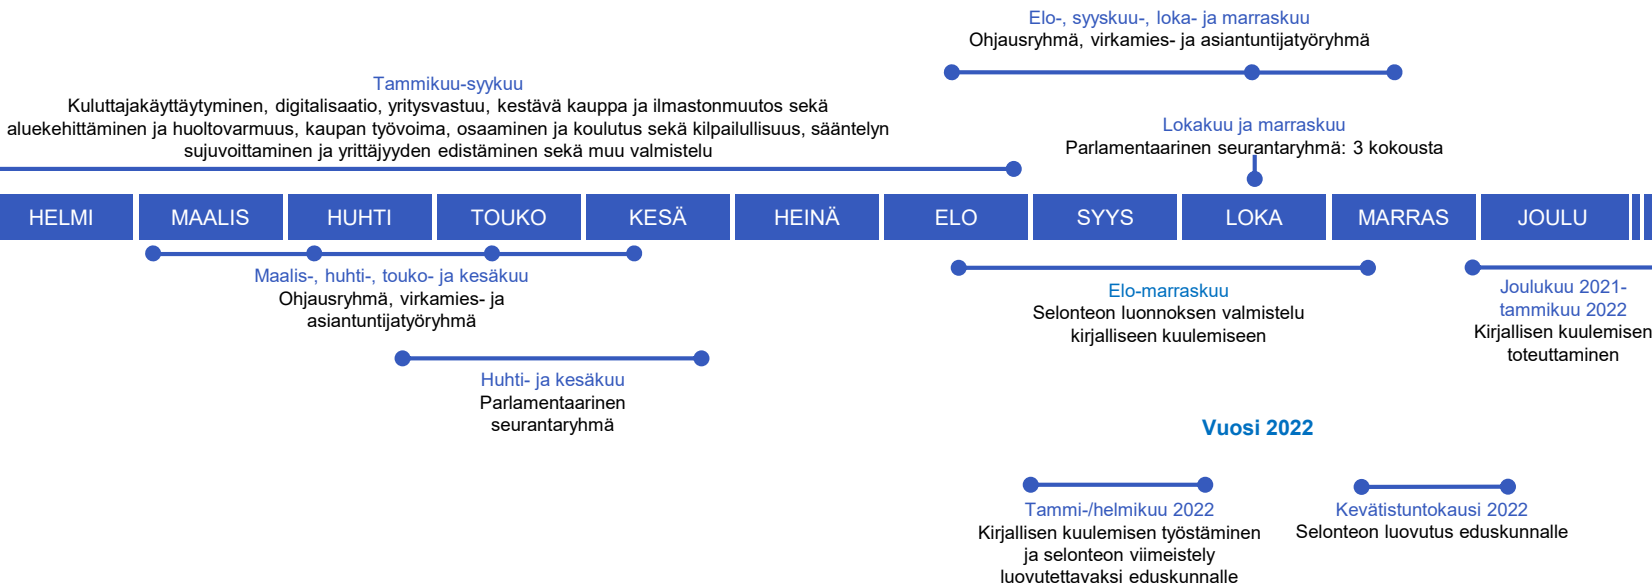 Elo-, syyskuu-, loka- ja marraskuu
Ohjausryhmä, virkamies- ja asiantuntijatyöryhmä
Tammikuu-syykuu
Kuluttajakäyttäytyminen, digitalisaatio, yritysvastuu, kestävä kauppa ja ilmastonmuutos sekä
aluekehittäminen ja huoltovarmuus, kaupan työvoima, osaaminen ja koulutus sekä kilpailullisuus, sääntelyn
sujuvoittaminen ja yrittäjyyden edistäminen sekä muu valmistelu
Lokakuu ja marraskuu
Parlamentaarinen seurantaryhmä: 3 kokousta
HELMI MAALIS HUHTI TOUKO KESÄ HEINÄ ELO SYYS LOKA MARRAS JOULU
Maalis-, huhti-, touko- ja kesäkuu
Ohjausryhmä, virkamies- ja
asiantuntijatyöryhmä
Elo-marraskuu
Selonteon luonnoksen valmistelu
kirjalliseen kuulemiseen
Joulukuu 2021-
tammikuu 2022
Kirjallisen kuulemisen
toteuttaminen
Huhti- ja kesäkuu
Parlamentaarinen
seurantaryhmä
Vuosi 2022
Tammi-/helmikuu 2022
Kirjallisen kuulemisen työstäminen
ja selonteon viimeistely
luovutettavaksi eduskunnalle
Kevätistuntokausi 2022
Selonteon luovutus eduskunnalle